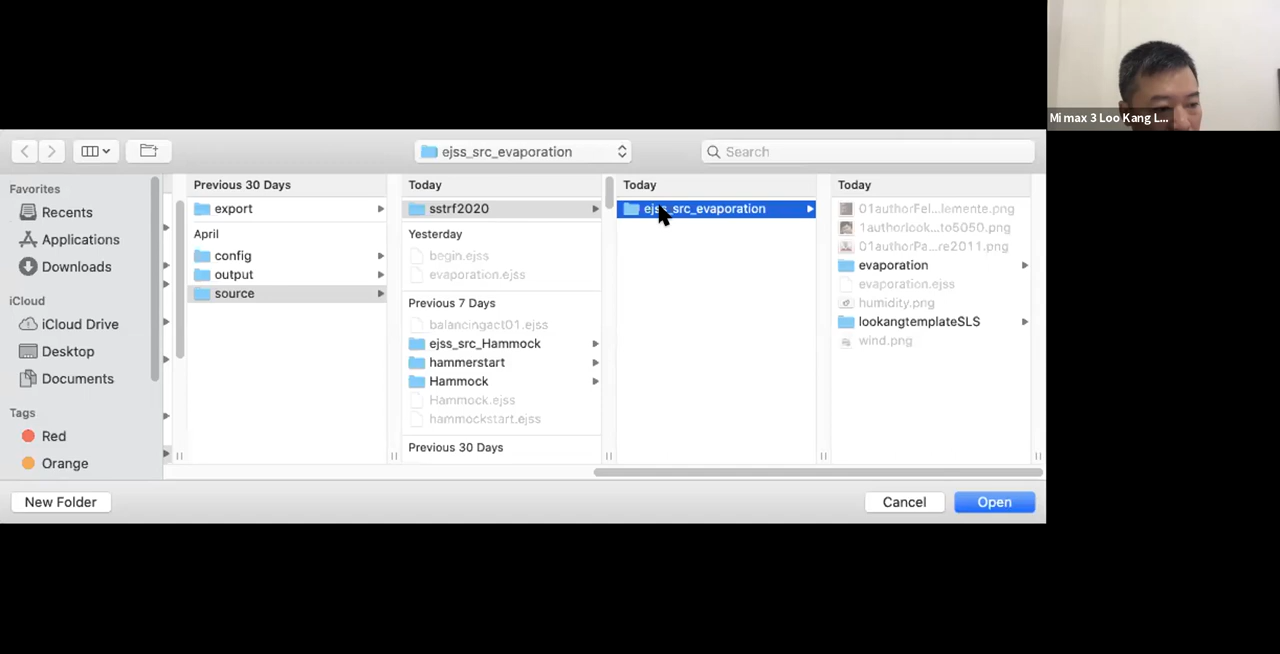 Mi max 3 Loo Kang L...
ejss_src_evaporation
Search
Favorites
Recents
Applications
Downloads
iCloud
iCloud Drive
Desktop
Documents
Tags
Red
Orange
Previous 30 Days
export
April
config
output
source
Today
sstrf2020
Yesterday
begin.ejss
evaporation.ejss
Previous 7 Days
balancingact01.ejss
ejss_src_Hammock
hammerstart
Hammock
Hammock.ejss
hammockstart.ejss
Previous 30 Days
Today
ejss_src_evaporation
Today
01authorFel...lemente.png
1authorlook...to5050.png
01authorPa...re2011.png
evaporation
evaporation.ejss
humidity.png
lookangtemplateSLS
wind.png
New Folder
Cancel
Open